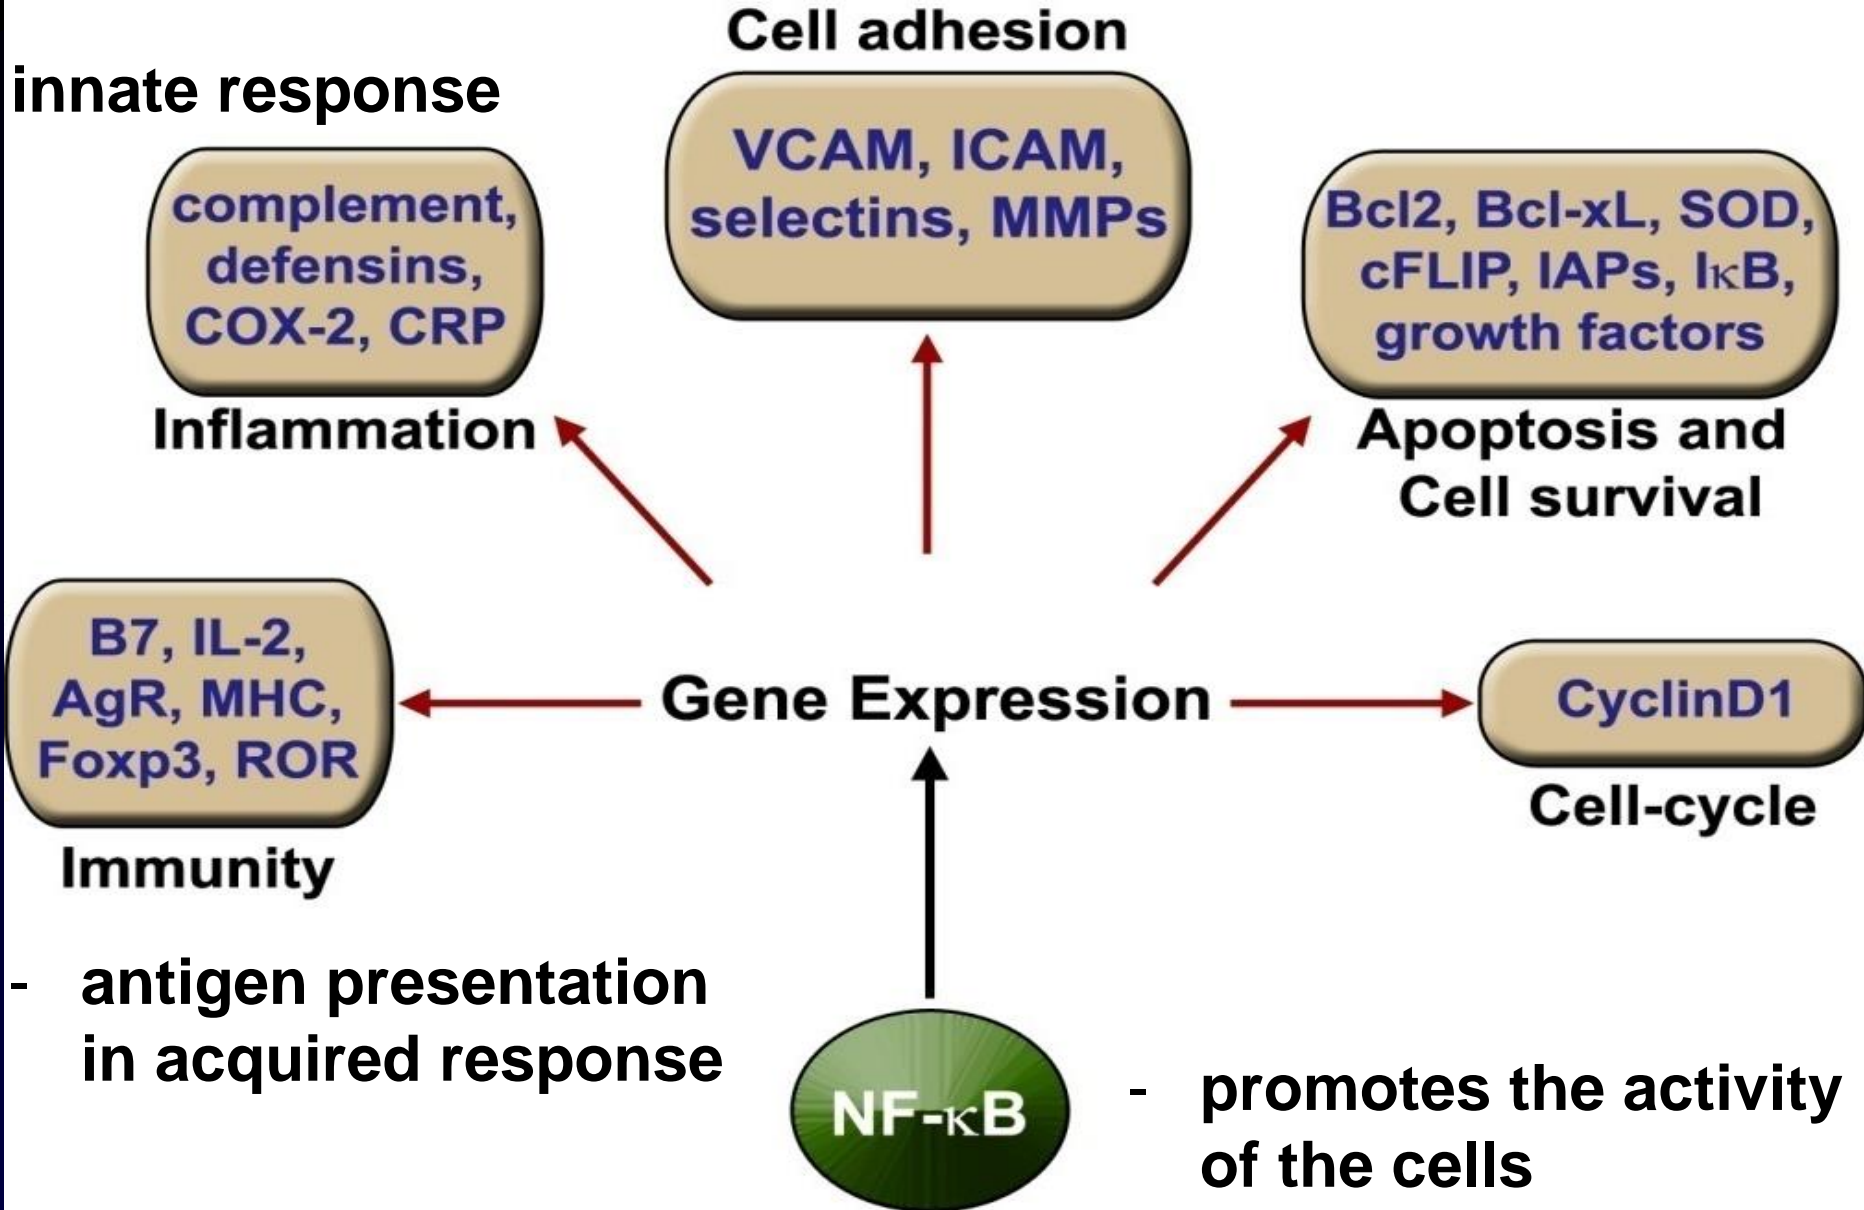 Cell adhesion
innate response
VCAM, ICAM,
selectins, MMPs
complement,
defensins,
COX-2, CRP
Inflammation
Bcl2, Bcl-xL, SOD,
cFLIP, IAPs, IκB,
growth factors
Apoptosis and
Cell survival
B7, IL-2,
AgR, MHC,
Foxp3, ROR
Immunity
Gene Expression
CyclinD1
Cell-cycle
- antigen presentation
in acquired response
NF-κB
- promotes the activity
of the cells